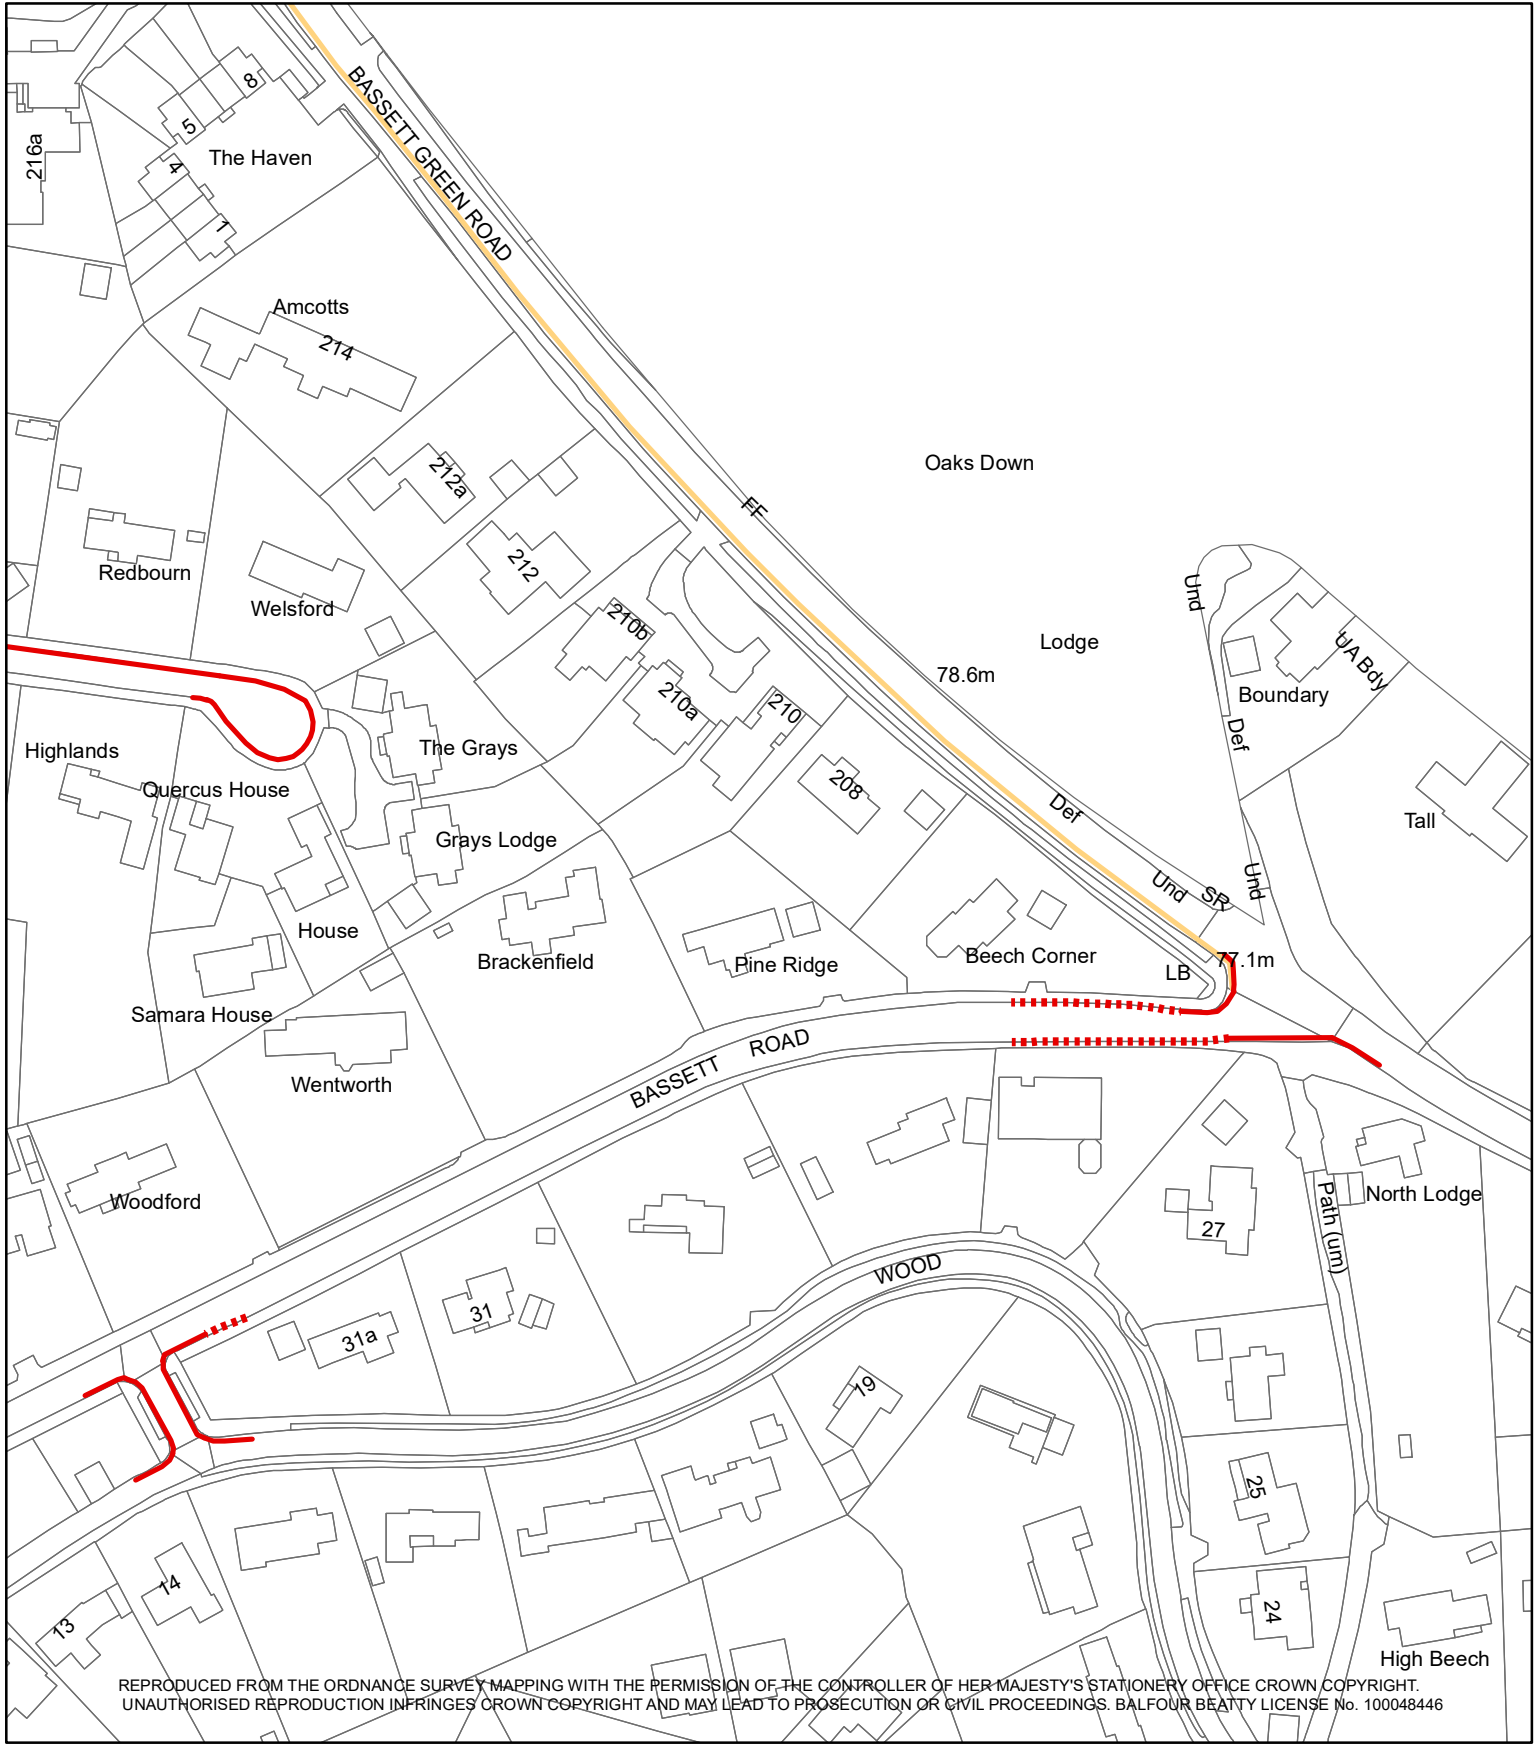 8
5
BASSETT GREEN ROAD
The Haven
216a
4
1
Amcotts
214
Oaks Down
212a
FF
212
Redbourn
Und
Welsford
210b
Lodge
UA Bdy
78.6m
Boundary
210a
210
Def
The Grays
Highlands
Quercus House
208
Def
Tall
Grays Lodge
Und
Und
SR
House
Brackenfield
Pine Ridge
Beech Corner
77.1m
LB
Samara House
BASSETT ROAD
Wentworth
Woodford
North Lodge
Path (um)
27
WOOD
31
31a
19
25
14
24
13
High Beech
REPRODUCED FROM THE ORDNANCE SURVEY MAPPING WITH THE PERMISSION OF THE CONTROLLER OF HER MAJESTY'S STATIONERY OFFICE CROWN COPYRIGHT.
UNAUTHORISED REPRODUCTION INFRINGES CROWN COPYRIGHT AND MAY LEAD TO PROSECUTION OR CIVIL PROCEEDINGS. BALFOUR BEATTY LICENSE No. 100048446